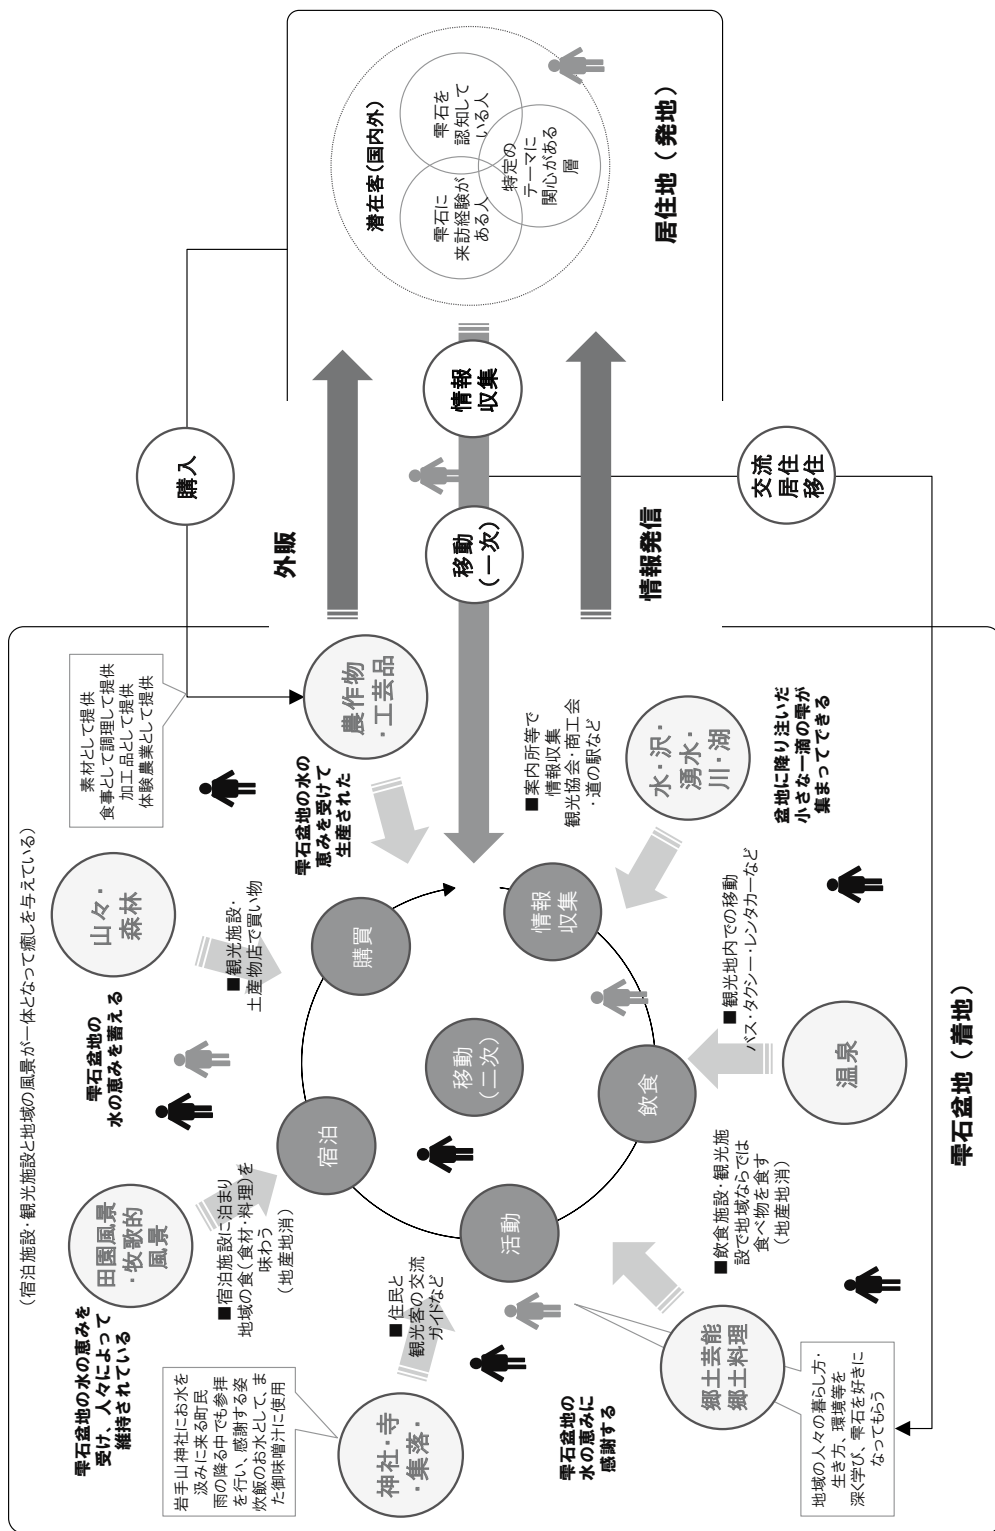 （宿泊施設・観光施設と地域の風景が一体となって癒しを与えている）
雫石盆地の水の恵みを
受け、人々によって
維持されている
田園風景
・牧歌的
風景
雫石盆地の
水の恵みを蓄える
山々・
森林
素材として提供
食事として調理して提供
加工品として提供
体験農業として提供
購入
岩手山神社にお水を
汲みに来る町民
雨の降る中でも参拝
を行い、感謝する姿
炊飯のお水として、ま
た御味噌汁に使用
■宿泊施設に泊まり
地域の食（食材・料理）を
味わう
（地産地消）
■観光施設・
土産物店で買い物
雫石盆地の水の
恵みを受けて
生産された
農作物
・工芸品
外販
潜在客（国内外）
雫石に
来訪経験が
ある人
雫石を
認知して
いる人
特定の
テーマに
関心がある
層
神社・寺
・集落
■住民と
観光客の交流
ガイドなど
宿泊
購買
移動
（二次）
活動
飲食
情報
収集
移動
（一次）
情報
収集
雫石盆地の
水の恵みに
感謝する
■案内所等で
情報収集
観光協会・商工会
・道の駅など
情報発信
居住地（発地）
郷土芸能
郷土料理
■飲食施設・観光施
設で地域ならでは
食べ物を食す
（地産地消）
■観光地内での移動
バス・タクシー・レンタカーなど
水・沢・
湧水・
川・湖
盆地に降り注いだ
小さな一滴の雫が
集まってできる
交流
居住
移住
温泉
地域の人々の暮らし方・
生き方、環境等を
深く学び、雫石を好きに
なってもらう
雫石盆地（着地）